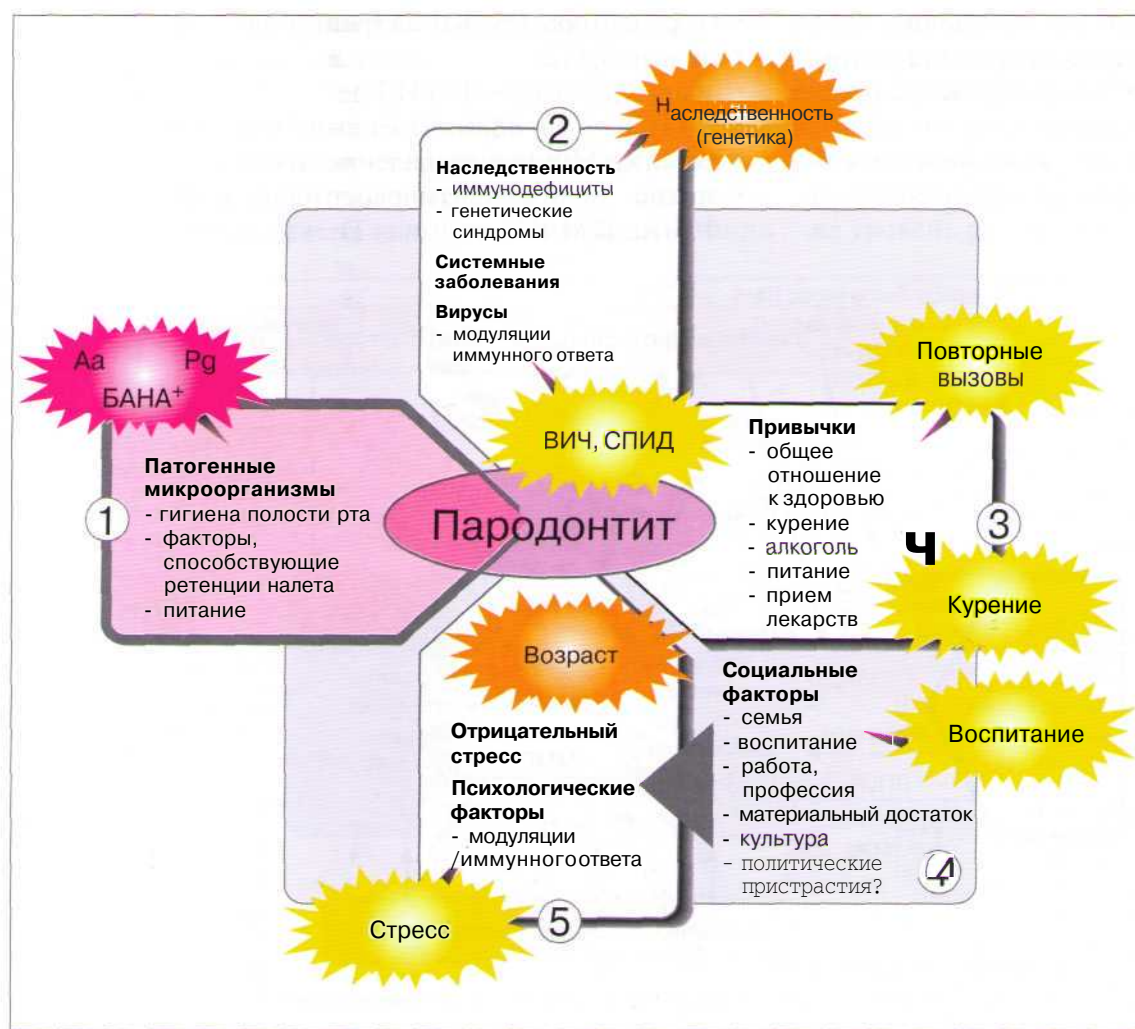 Наследственность
(генетика)
2
Наследственность
- иммунодефициты
- генетические
синдромы
Системные
заболевания
Вирусы
- модуляции
иммунного ответа
Aa Pg
БАНА+
Повторные
вызовы
ВИЧ, СПИД
Патогенные
микроорганизмы
- гигиена полости рта
- факторы,
способствующие
ретенции налета
- питание
1
Пародонтит
Привычки
- общее
отношение
к здоровью
- курение
- алкоголь
- питание
- прием
лекарств
3
ч
Курение
Возраст
Социальные
факторы
- семья
- воспитание
- работа,
профессия
- материальный достаток
- культура
- политические
пристрастия?
4
Воспитание
Отрицательный
стресс
Психологические
факторы
- модуляции
/иммунного ответа
Стресс
5